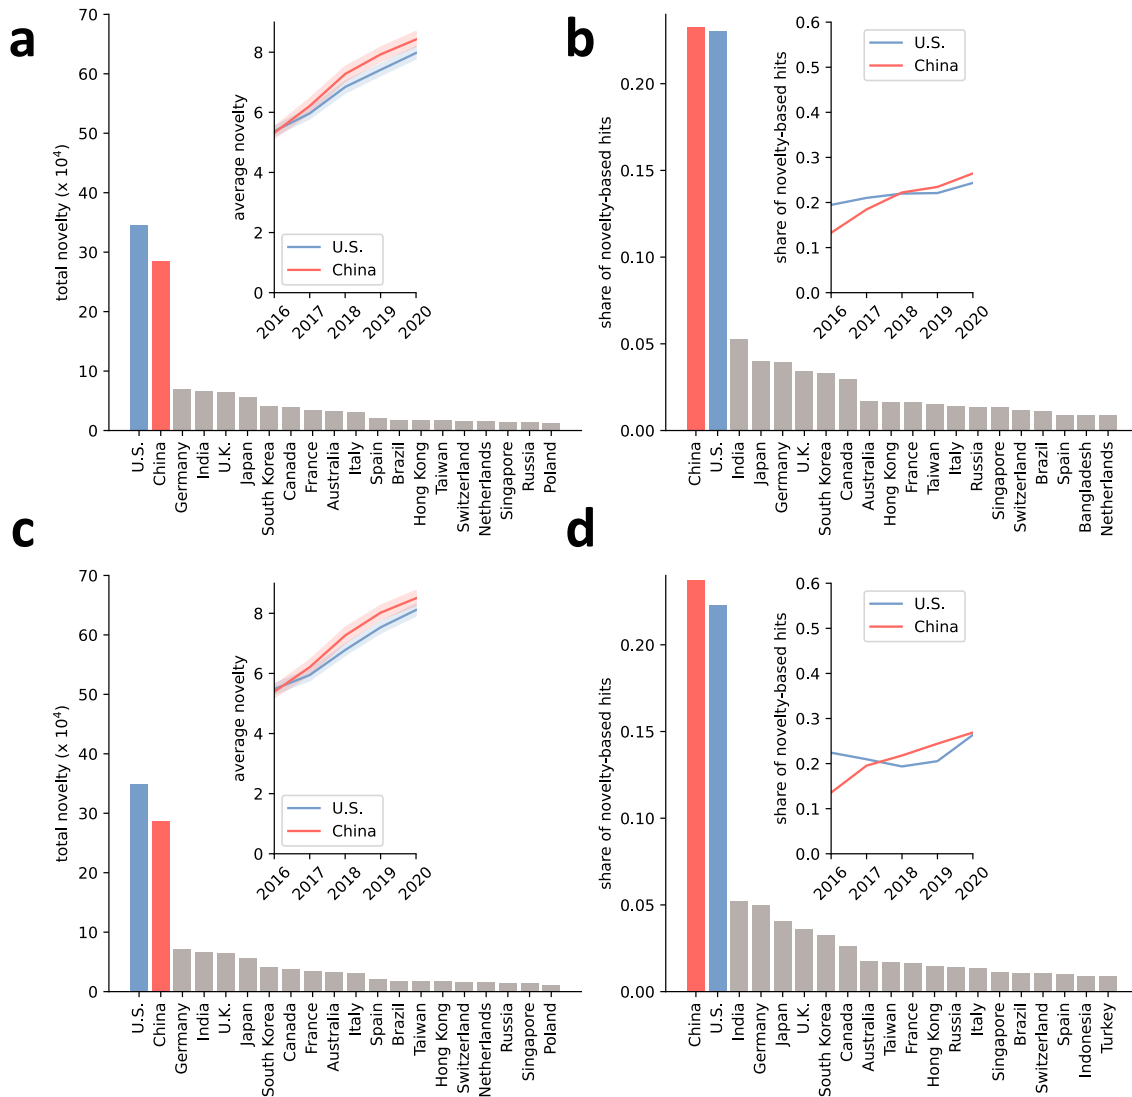 a
total novelty (x 10⁴)
70
60
50
40
30
20
10
0
U.S.
China
Germany
India
U.K.
Japan
South Korea
Canada
France
Australia
Italy
Spain
Brazil
Hong Kong
Taiwan
Switzerland
Netherlands
Singapore
Russia
Poland
average novelty
8
6
4
2
0
U.S.
China
2016
2017
2018
2019
2020
b
share of novelty-based hits
0.20
0.15
0.10
0.05
0.00
China
U.S.
India
Japan
Germany
U.K.
South Korea
Canada
Australia
Hong Kong
France
Taiwan
Italy
Russia
Singapore
Switzerland
Brazil
Spain
Bangladesh
Netherlands
share of novelty-based hits
0.6
0.5
0.4
0.3
0.2
0.1
0.0
U.S.
China
2016
2017
2018
2019
2020
c
total novelty (x 10⁴)
70
60
50
40
30
20
10
0
U.S.
China
Germany
India
U.K.
Japan
South Korea
Canada
France
Australia
Italy
Spain
Brazil
Taiwan
Hong Kong
Switzerland
Netherlands
Russia
Singapore
Poland
average novelty
8
6
4
2
0
U.S.
China
2016
2017
2018
2019
2020
d
share of novelty-based hits
0.20
0.15
0.10
0.05
0.00
China
U.S.
India
Germany
Japan
U.K.
South Korea
Canada
Australia
Taiwan
France
Hong Kong
Russia
Italy
Singapore
Brazil
Switzerland
Spain
Indonesia
Turkey
share of novelty-based hits
0.6
0.5
0.4
0.3
0.2
0.1
0.0
U.S.
China
2016
2017
2018
2019
2020